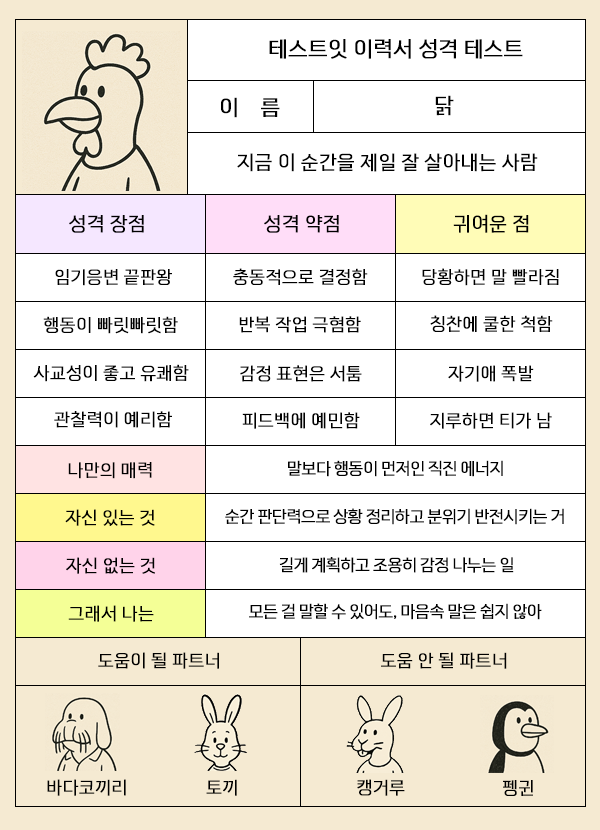 테스트잇 이력서 성격 테스트
이 름 닭
지금 이 순간을 제일 잘 살아내는 사람
성격 장점 성격 약점 귀여운 점
임기응변 끝판왕 충동적으로 결정함 당황하면 말 빨라짐
행동이 빠릿빠릿함 반복 작업 극혐함 칭찬에 쿨한 척함
사교성이 좋고 유쾌함 감정 표현은 서툼 자기애 폭발
관찰력이 예리함 피드백에 예민함 지루하면 티가 남
나만의 매력 말보다 행동이 먼저인 직진 에너지
자신 있는 것 순간 판단력으로 상황 정리하고 분위기 반전시키는 거
자신 없는 것 길게 계획하고 조용히 감정 나누는 일
그래서 나는 모든 걸 말할 수 있어도, 마음속 말은 쉽지 않아
도움이 될 파트너 도움 안 될 파트너
바다코끼리 토끼 캥거루 펭귄